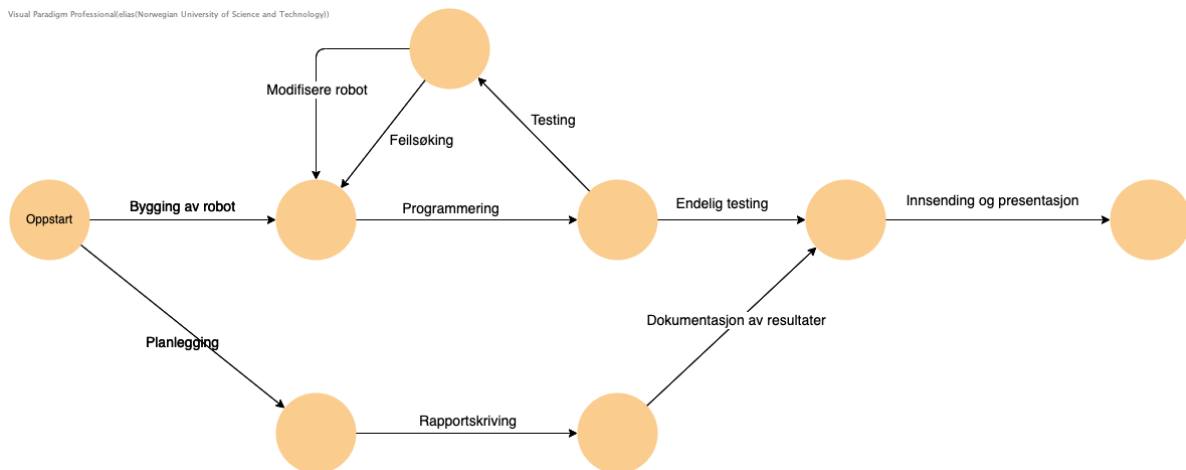 Visual Paradigm Professional(elias(Norwegian University of Science and Technology))
Modifisere robot
Testing
Feilsøking
Oppstart
Bygging av robot
Programmering
Endelig testing
Innsending og presentasjon
Dokumentasjon av resultater
Planlegging
Rapportskriving